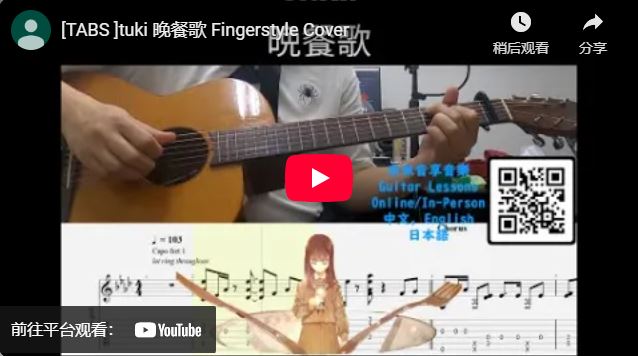 [TABS ]tuki 晚餐歌 Fingerstyle Cover
晩餐歌
稍后观看
分享
Guitar Lessons
Online/In-Person
中文, English
日本語
Chorus
♩ = 103
Capo fret 1
let ring throughout
前往平台观看：
YouTube